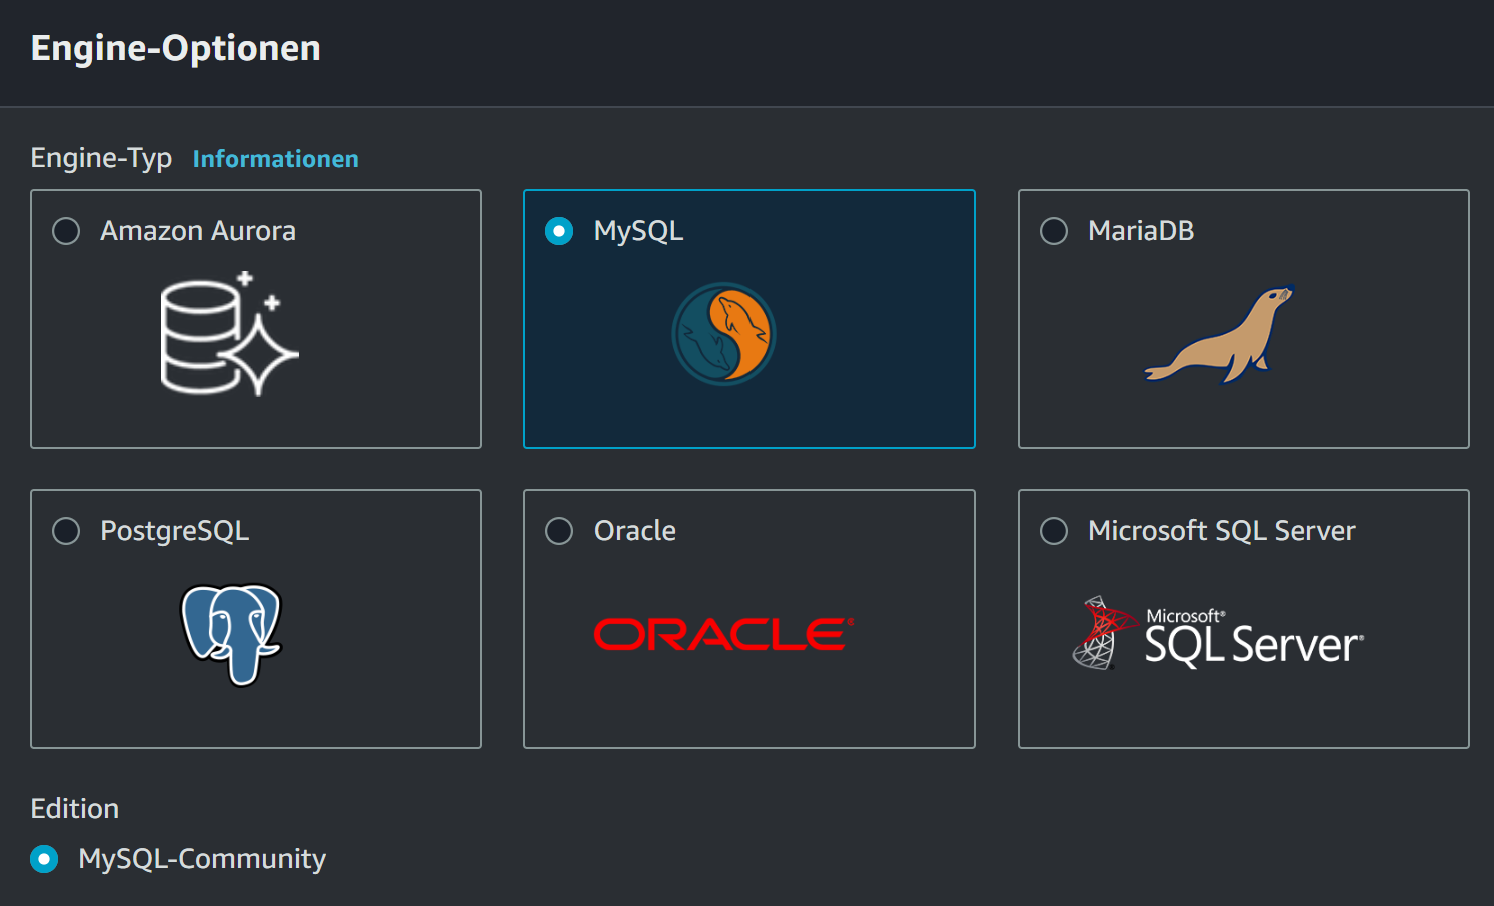 Engine-Optionen
Engine-Typ Informationen
Amazon Aurora
MySQL
MariaDB
PostgreSQL
Oracle
Microsoft SQL Server
ORACLE®
Microsoft®
SQL Server®
Edition
MySQL-Community